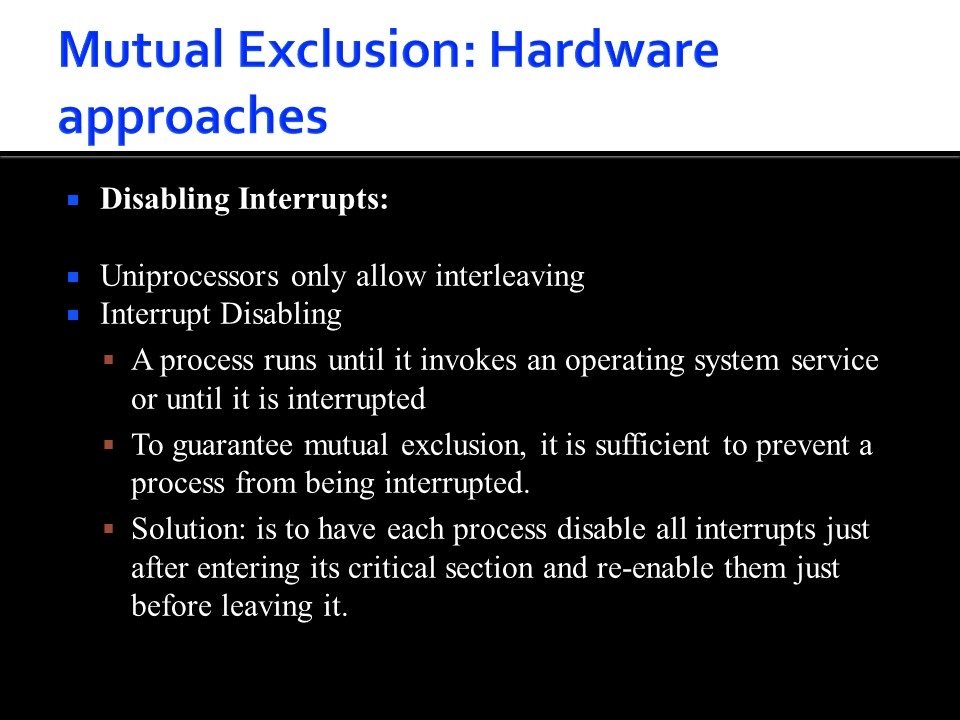 Mutual Exclusion: Hardware
approaches
Disabling Interrupts:
Uniprocessors only allow interleaving
Interrupt Disabling
A process runs until it invokes an operating system service
or until it is interrupted
To guarantee mutual exclusion, it is sufficient to prevent a
process from being interrupted.
Solution: is to have each process disable all interrupts just
after entering its critical section and re-enable them just
before leaving it.